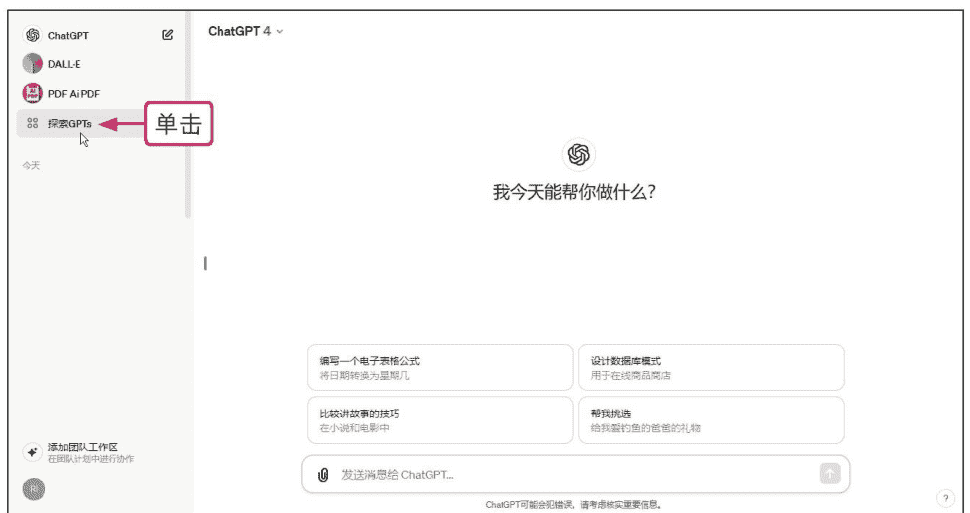 ChatGPT
DALL·E
PDF Ai PDF
探索GPTs
单击
今天
添加团队工作区
在团队计划中进行协作
RI
ChatGPT 4
我今天能帮你做什么?
编写一个电子表格公式
将日期转换为星期几
设计数据库模式
用于在线商品商店
比较讲故事的技巧
在小说和电影中
帮我挑选
给我爱钓鱼的爸爸的礼物
发送消息给 ChatGPT...
ChatGPT可能会犯错误。请考虑核实重要信息。
?